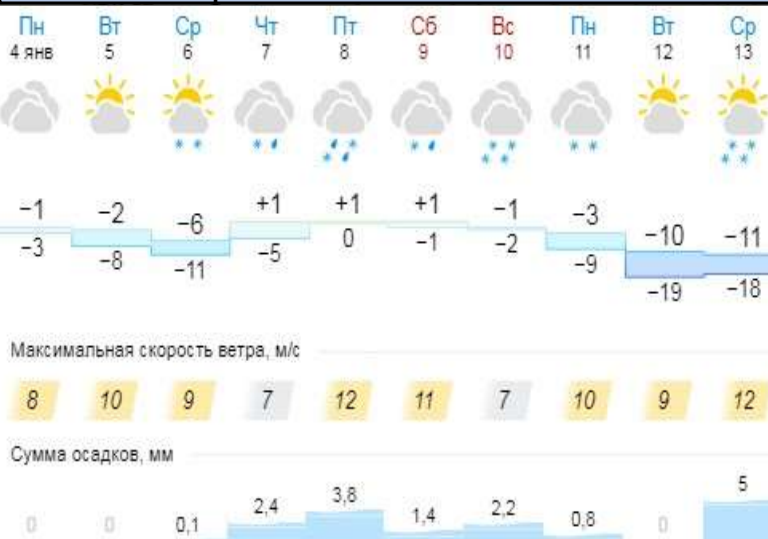 Пн Вт Ср Чт Пт Сб Вс Пн Вт Ср
4 янв 5 6 7 8 9 10 11 12 13
−1 −2 −6 +1 +1 +1 −1 −3 −10 −11
−3 −8 −11 −5 0 −1 −2 −9 −19 −18
Максимальная скорость ветра, м/с
8 10 9 7 12 11 7 10 9 12
Сумма осадков, мм
0 0 0,1 2,4 3,8 1,4 2,2 0,8 0 5